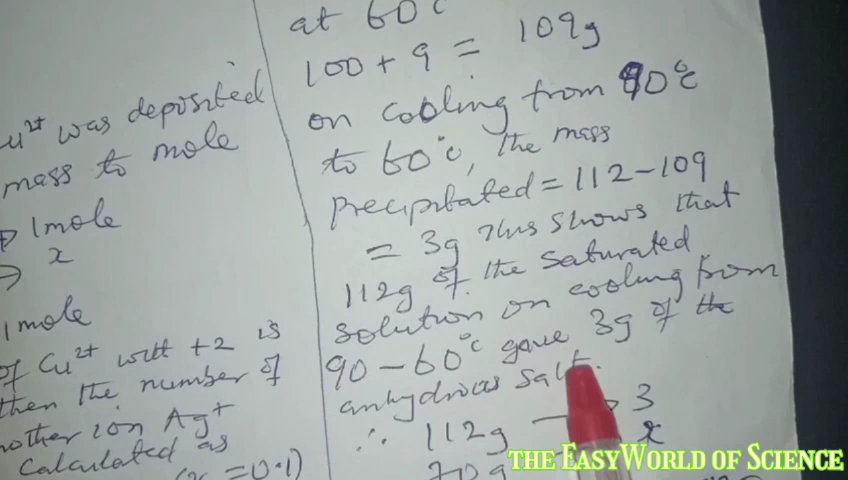 Cu2+ was deposited
mass to mole
1mole
x
1mole
of Cu2+ with +2 is
then the number of
nother ion Ag+
Calculated as
(x = 0.1)
at 60°C
100 + 9 = 109g
on cooling from 90°C
to 60°C, the mass
precipitated = 112 - 109
= 3g This shows that
112g of the saturated
solution on cooling from
90 - 60°C gave 3g of the
anhydrous salt.
∴ 112g → 3
70g x
the EasyWorld of Science